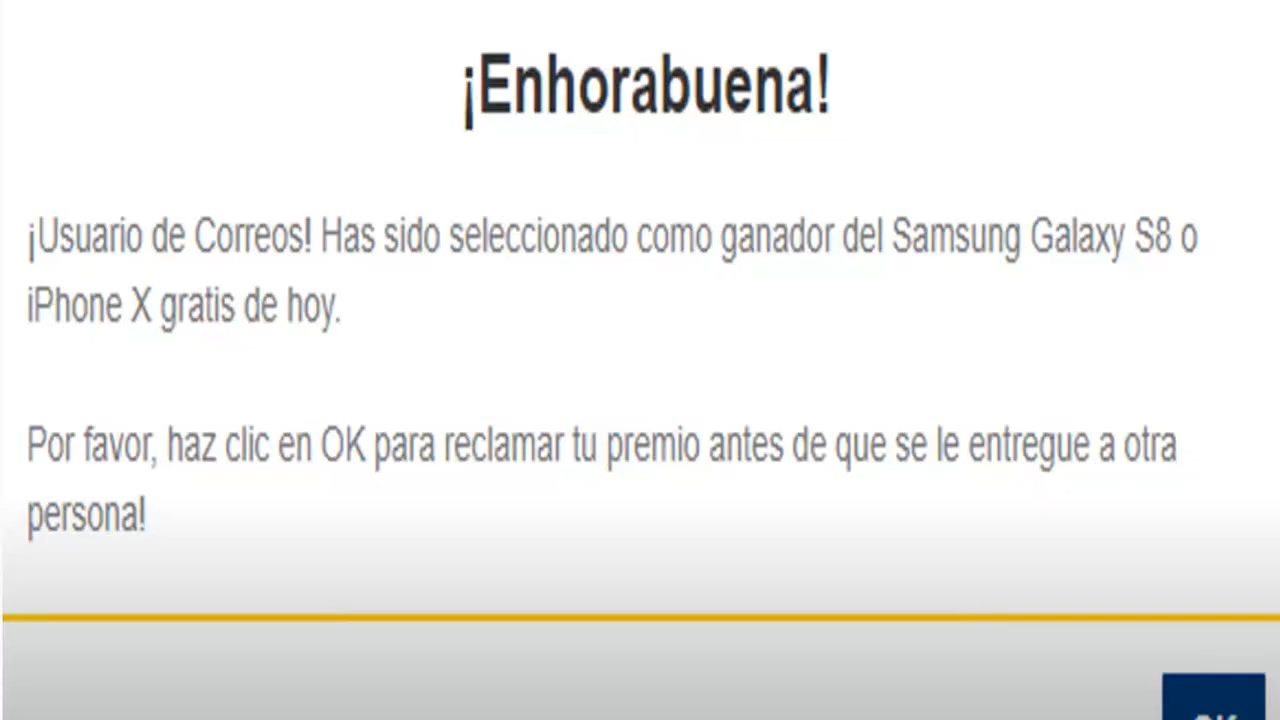 ¡Enhorabuena!
¡Usuario de Correos! Has sido seleccionado como ganador del Samsung Galaxy S8 o
iPhone X gratis de hoy.
Por favor, haz clic en OK para reclamar tu premio antes de que se le entregue a otra
persona!
OK